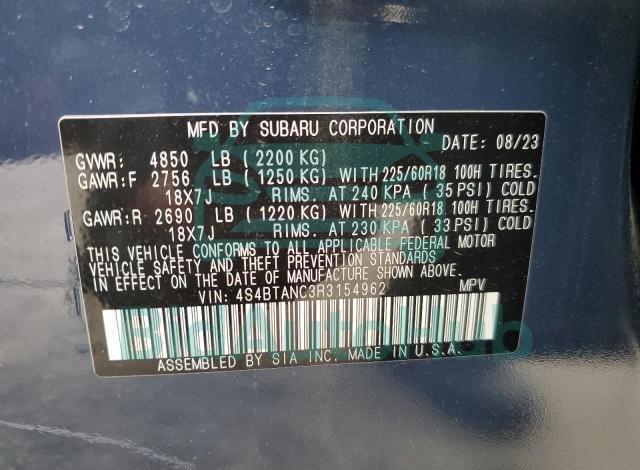 MFD BY SUBARU CORPORATION
DATE: 08/23
GVWR: 4850 LB (2200 KG)
GAWR:F 2756 LB (1250 KG) WITH 225/60R18 100H TIRES.
18X7J RIMS. AT 240 KPA ( 35 PSI) COLD
GAWR:R 2690 LB (1220 KG) WITH 225/60R18 100H TIRES.
18X7J RIMS. AT 230 KPA ( 33 PSI) COLD
THIS VEHICLE CONFORMS TO ALL APPLICABLE FEDERAL MOTOR
VEHICLE SAFETY AND THEFT PREVENTION STANDARDS
IN EFFECT ON THE DATE OF MANUFACTURE SHOWN ABOVE.
VIN: 4S4BTANC3R3154962 MPV
BidAutoHub
ASSEMBLED BY SIA INC. MADE IN U.S.A.